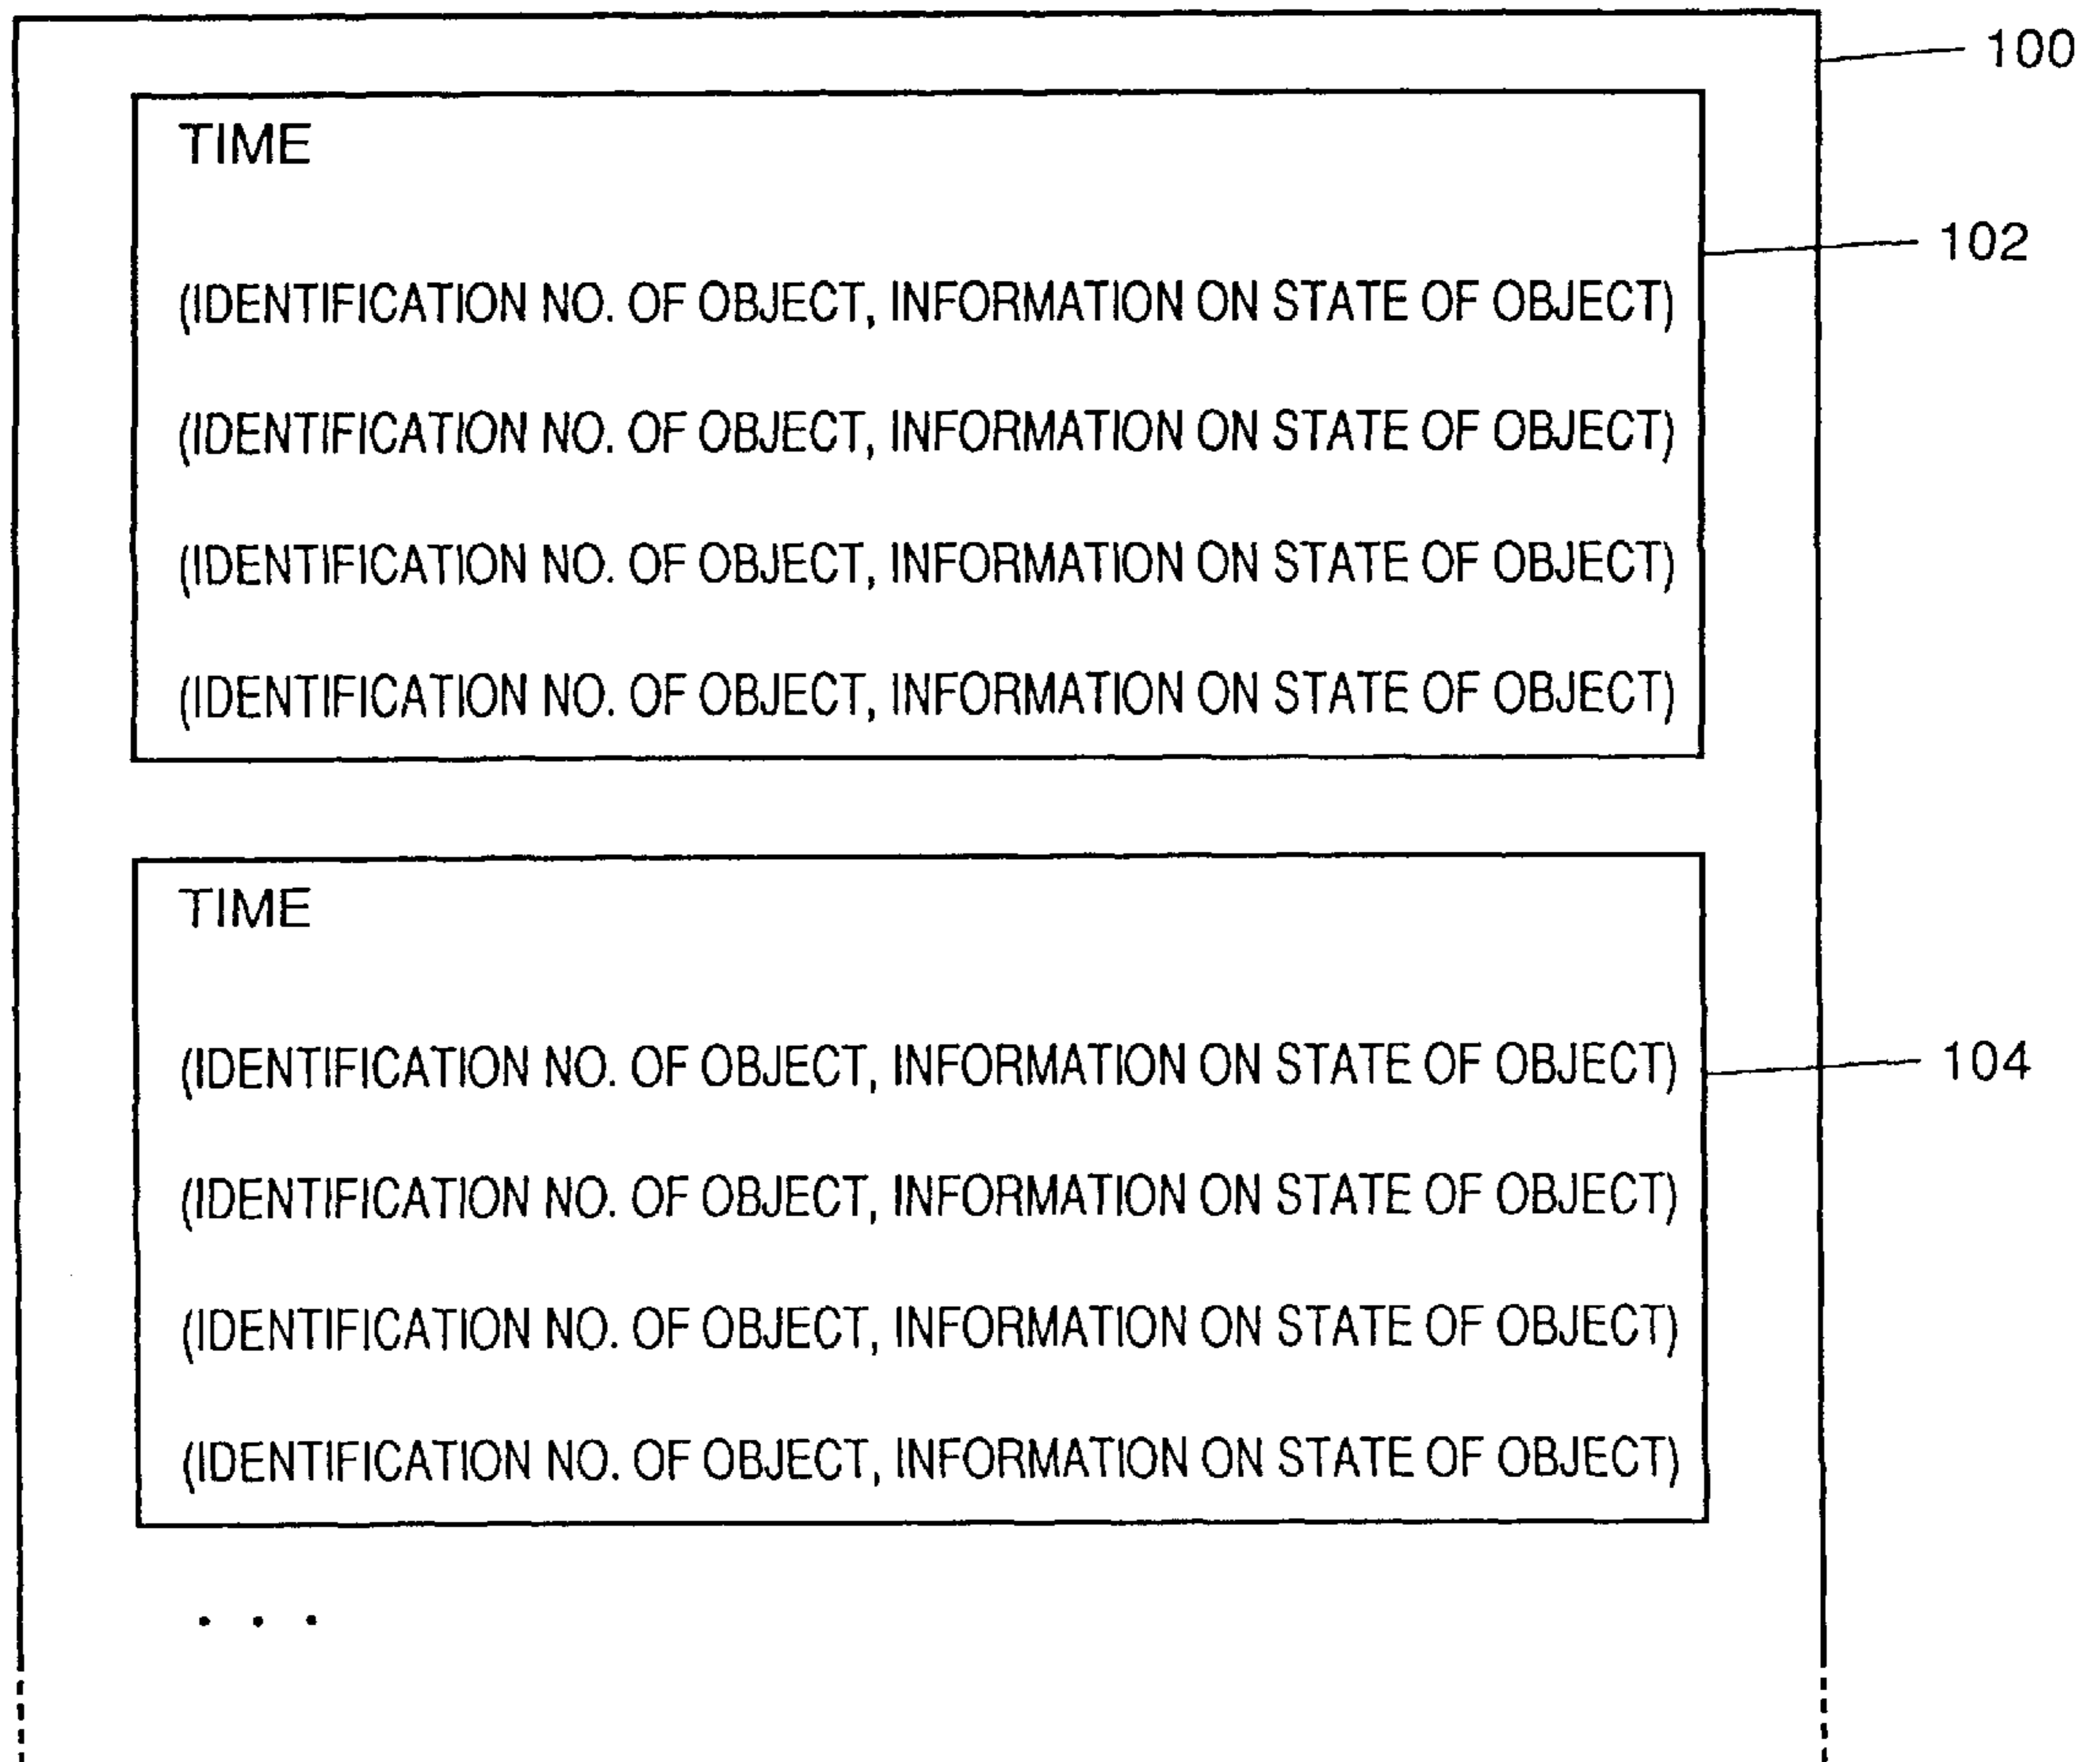 100
TIME
102
(IDENTIFICATION NO. OF OBJECT, INFORMATION ON STATE OF OBJECT)
(IDENTIFICATION NO. OF OBJECT, INFORMATION ON STATE OF OBJECT)
(IDENTIFICATION NO. OF OBJECT, INFORMATION ON STATE OF OBJECT)
(IDENTIFICATION NO. OF OBJECT, INFORMATION ON STATE OF OBJECT)
TIME
104
(IDENTIFICATION NO. OF OBJECT, INFORMATION ON STATE OF OBJECT)
(IDENTIFICATION NO. OF OBJECT, INFORMATION ON STATE OF OBJECT)
(IDENTIFICATION NO. OF OBJECT, INFORMATION ON STATE OF OBJECT)
(IDENTIFICATION NO. OF OBJECT, INFORMATION ON STATE OF OBJECT)
. . .